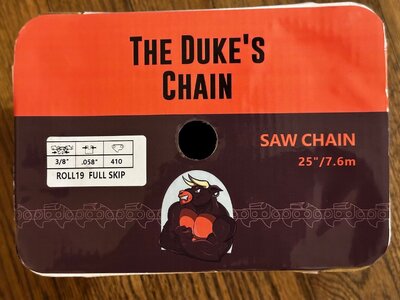 THE DUKE'S
CHAIN
3/8" .058" 410
ROLL19 FULL SKIP
SAW CHAIN
25"/7.6m